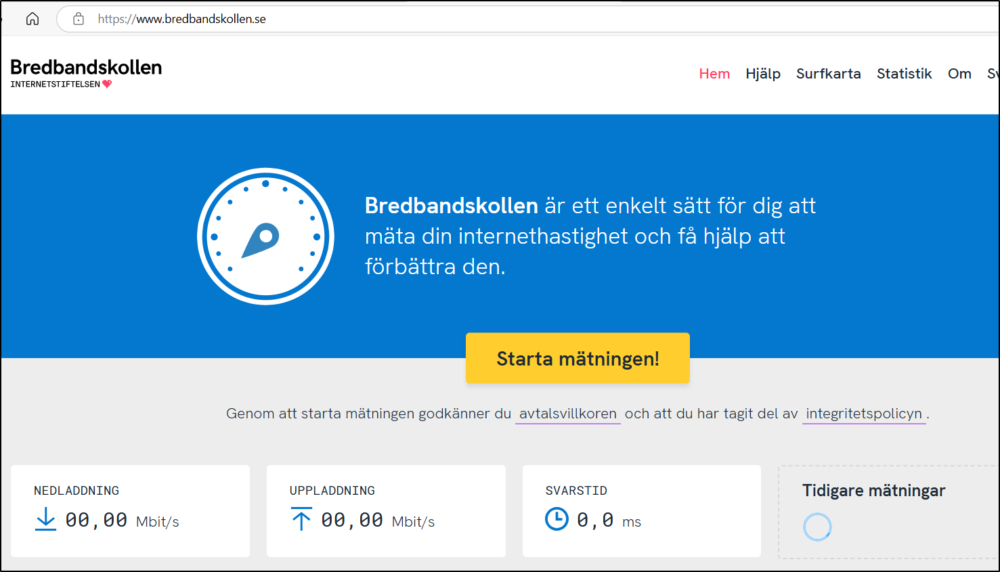 https://www.bredbandskollen.se
Bredbandskollen
INTERNETSTIFTELSEN
Hem Hjälp Surfkarta Statistik Om
Bredbandskollen är ett enkelt sätt för dig att
mäta din internethastighet och få hjälp att
förbättra den.
Starta mätningen!
Genom att starta mätningen godkänner du avtalsvillkoren och att du har tagit del av integritetspolicyn.
NEDLADDNING
00,00 Mbit/s
UPPLADDNING
00,00 Mbit/s
SVARSTID
0,0 ms
Tidigare mätningar